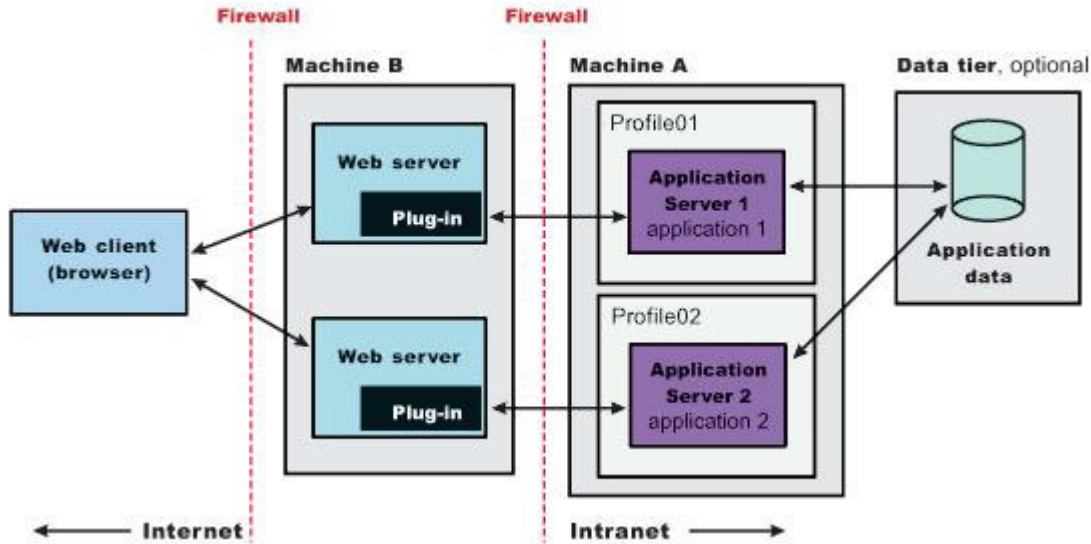 Firewall
Firewall
Machine B
Machine A
Data tier, optional
Web client
(browser)
Web server
Plug-in
Web server
Plug-in
Profile01
Application
Server 1
application 1
Profile02
Application
Server 2
application 2
Application
data
Internet
Intranet